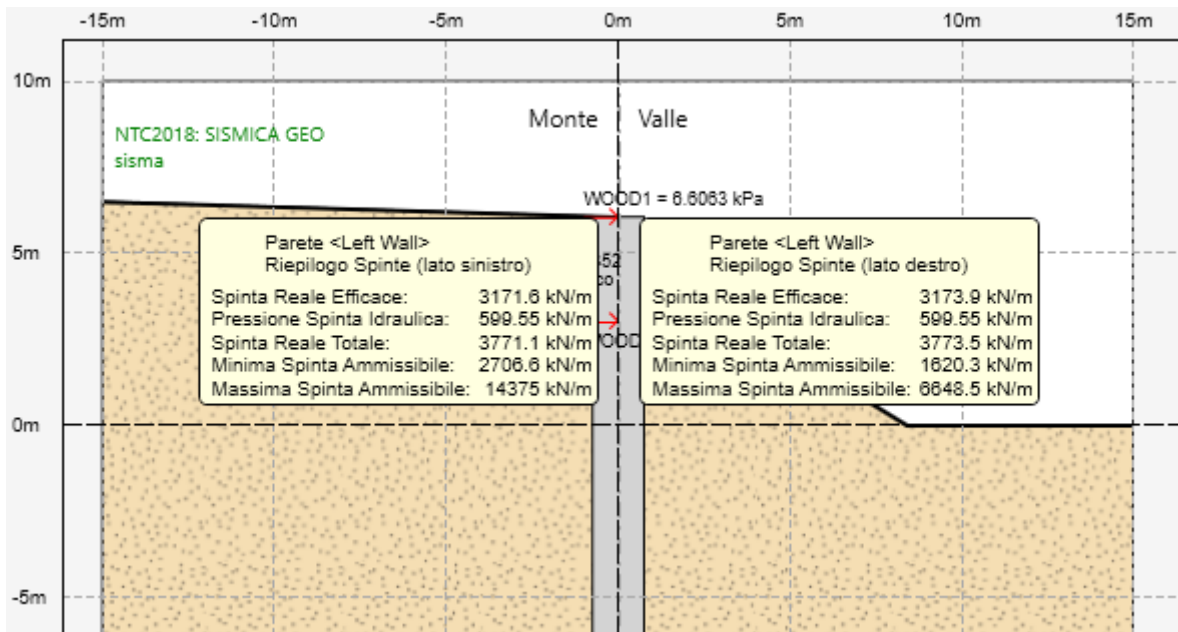 -15m -10m -5m 0m 5m 10m 15m
10m
Monte Valle
NTC2018: SISMICA GEO
sisma
WOOD1 = 6.6063 kPa
5m
Parete <Left Wall>
Riepilogo Spinte (lato sinistro)
Spinta Reale Efficace: 3171.6 kN/m
Pressione Spinta Idraulica: 599.55 kN/m
Spinta Reale Totale: 3771.1 kN/m
Minima Spinta Ammissibile: 2706.6 kN/m
Massima Spinta Ammissibile: 14375 kN/m
Parete <Left Wall>
Riepilogo Spinte (lato destro)
Spinta Reale Efficace: 3173.9 kN/m
Pressione Spinta Idraulica: 599.55 kN/m
Spinta Reale Totale: 3773.5 kN/m
Minima Spinta Ammissibile: 1620.3 kN/m
Massima Spinta Ammissibile: 6648.5 kN/m
0m
-5m